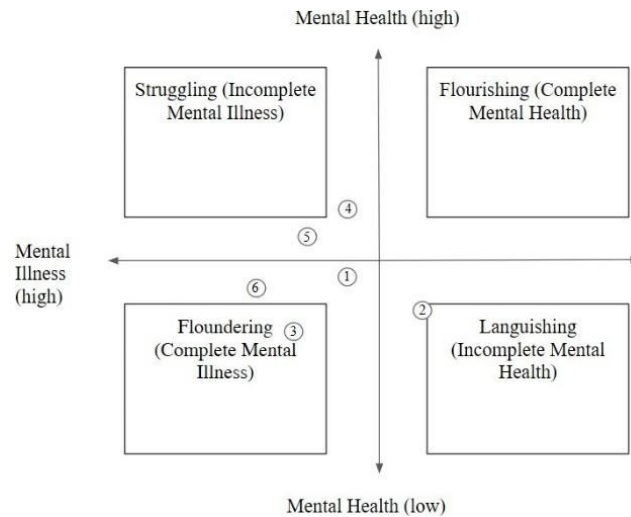 Mental Health (high)
Struggling (Incomplete
Mental Illness)
Flourishing (Complete
Mental Health)
4
5
Mental
Illness
(high)
1
6
2
Floundering
(Complete Mental
Illness)
3
Languishing
(Incomplete Mental
Health)
Mental Health (low)